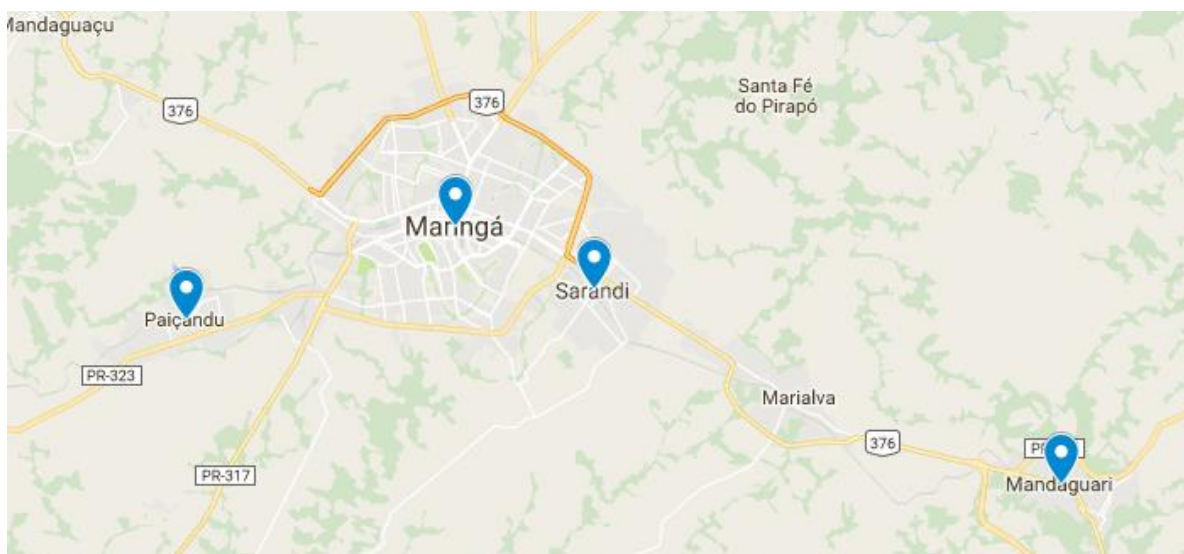 Mandaguaçu
376
376
Santa Fé
do Pirapó
Maringá
Sarandi
Paiçandu
PR-323
Marialva
376
PR-317
Mandaguari